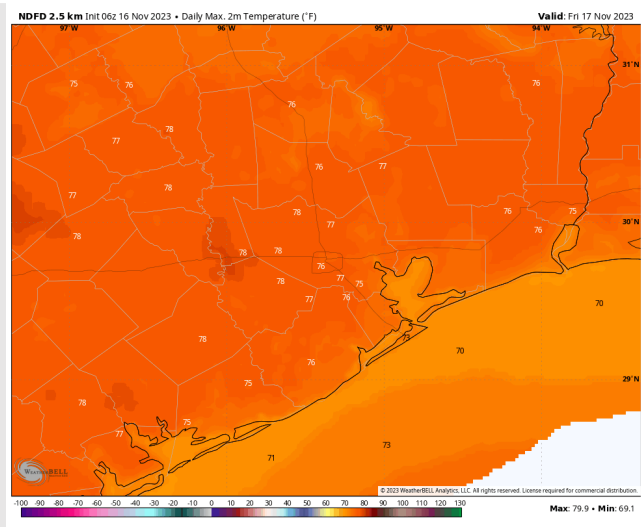 NDFD 2.5 km Init 06z 16 Nov 2023 • Daily Max. 2m Temperature (°F)
Valid: Fri 17 Nov 2023
97°W 96°W 95°W 94°W
31°N
75 76 76 76
78
77
76 77
78
77
78 76 75
30°N
77 76
78
78 78
76
78 77 75
77 76
70
78 73
70
76
75
29°N
78
75
77
73
71
WEATHERBELL
© 2023 WeatherBELL Analytics, LLC. All rights reserved. License required for commercial distribution.
-100 -90 -80 -70 -60 -50 -40 -30 -20 -10 0 10 20 30 40 50 60 70 80 90 100 110 120 130
Max: 79.9 • Min: 69.1